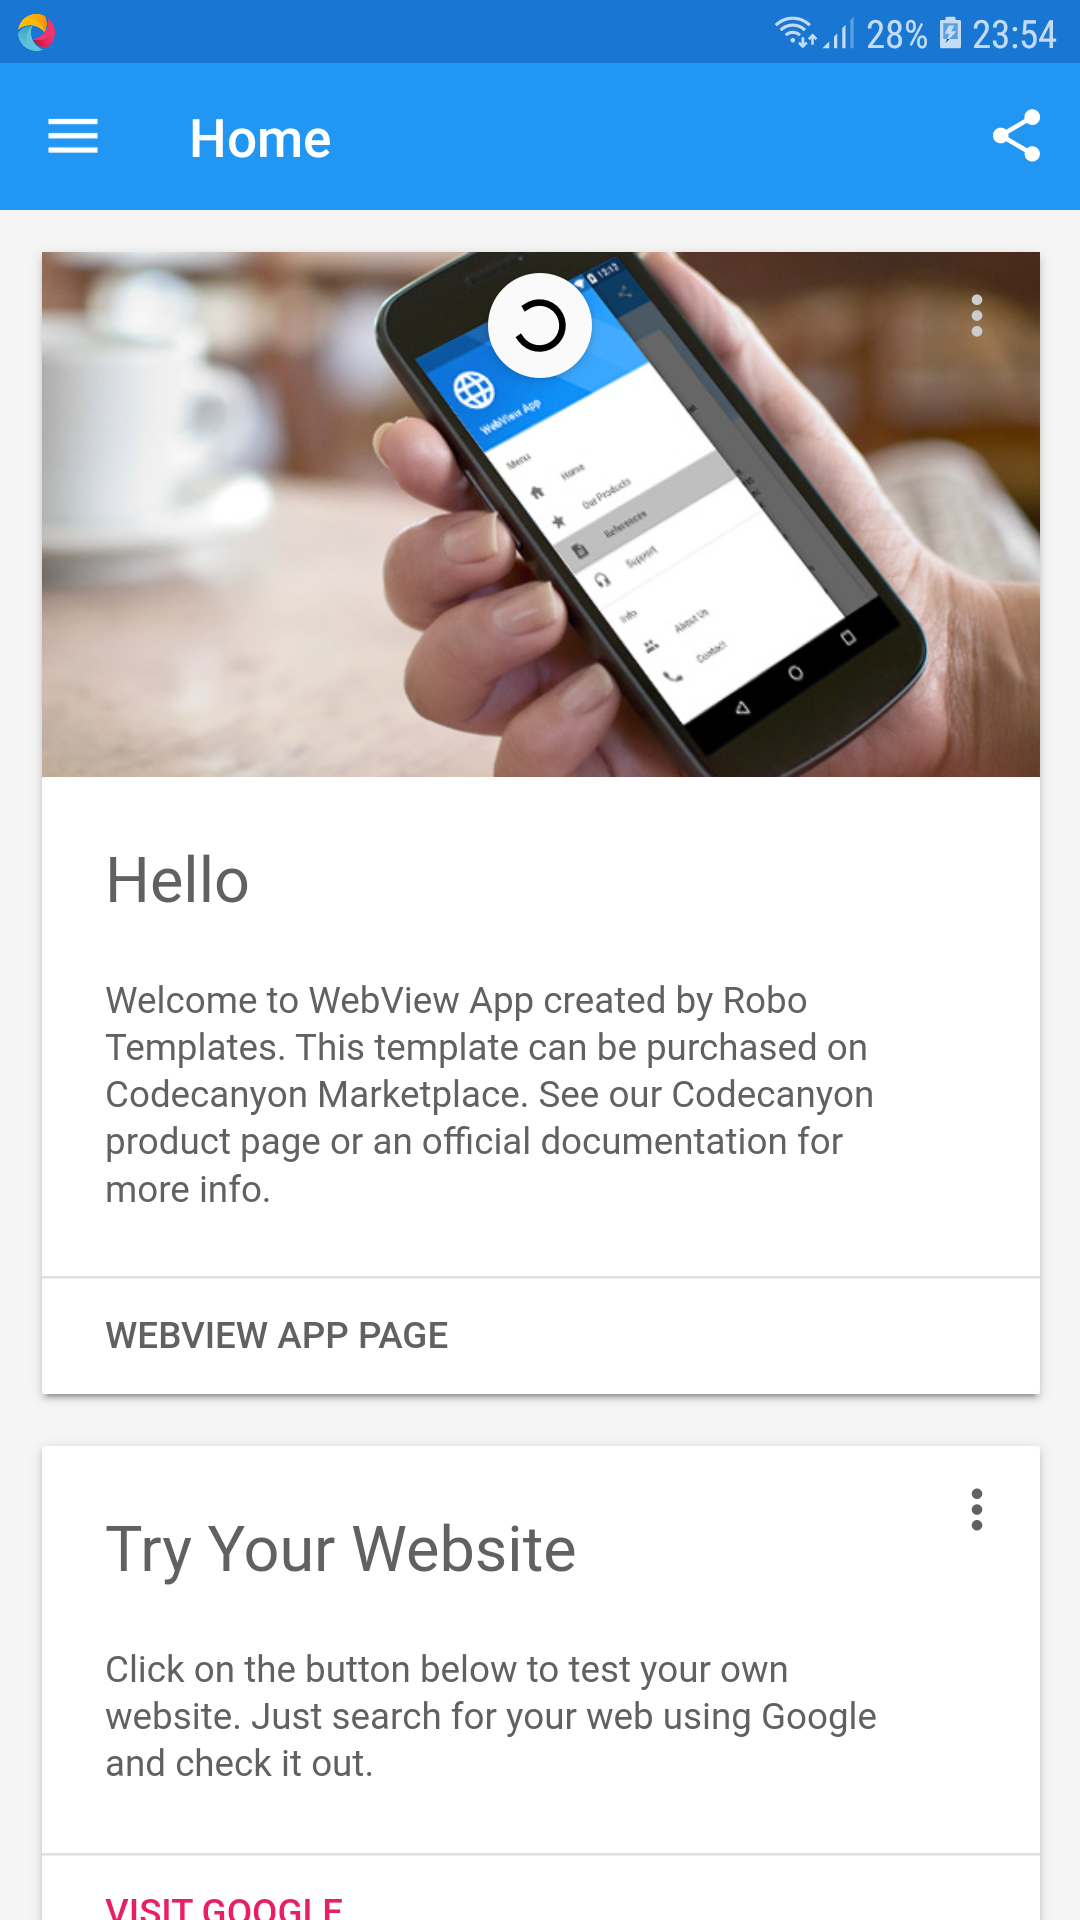 28% 23:54
Home
12:12
WebView App
Menu
Home
Our Products
References
Support
Info
About Us
Contact
Hello
Welcome to WebView App created by Robo
Templates. This template can be purchased on
Codecanyon Marketplace. See our Codecanyon
product page or an official documentation for
more info.
WEBVIEW APP PAGE
Try Your Website
Click on the button below to test your own
website. Just search for your web using Google
and check it out.
VISIT GOOGLE